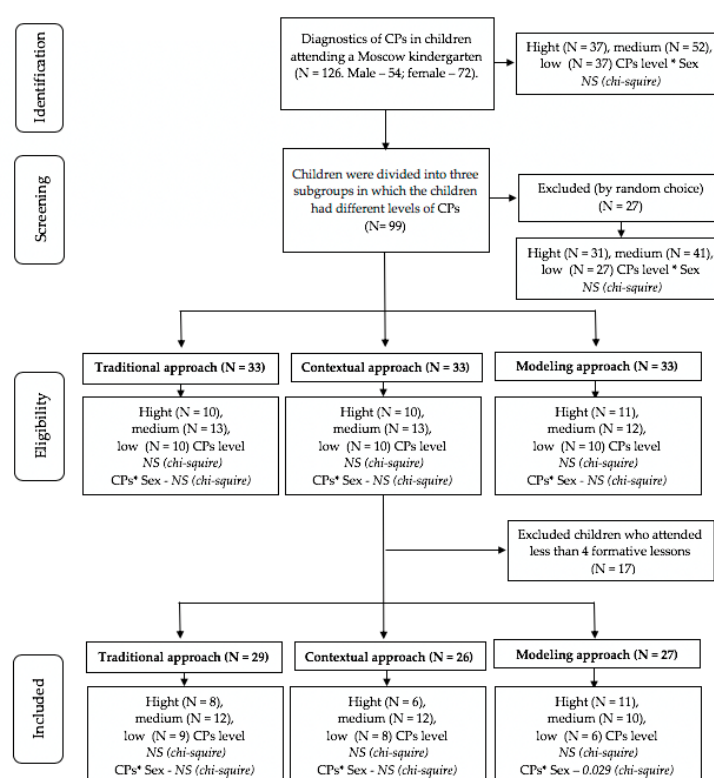 Identification
Diagnostics of CPs in children
attending a Moscow kindergarten
(N = 126. Male – 54; female – 72).
Hight (N = 37), medium (N = 52),
low (N = 37) CPs level * Sex
NS (chi-squire)
Screening
Children were divided into three
subgroups in which the children
had different levels of CPs
(N= 99)
Excluded (by random choice)
(N = 27)
Hight (N = 31), medium (N = 41),
low (N = 27) CPs level * Sex
NS (chi-squire)
Eligibility
Traditional approach (N = 33)
Hight (N = 10),
medium (N = 13),
low (N = 10) CPs level
NS (chi-squire)
CPs* Sex - NS (chi-squire)
Contextual approach (N = 33)
Hight (N = 10),
medium (N = 13),
low (N = 10) CPs level
NS (chi-squire)
CPs* Sex - NS (chi-squire)
Modeling approach (N = 33)
Hight (N = 11),
medium (N = 12),
low (N = 10) CPs level
NS (chi-squire)
CPs* Sex - NS (chi-squire)
Excluded children who attended
less than 4 formative lessons
(N = 17)
Included
Traditional approach (N = 29)
Hight (N = 8),
medium (N = 12),
low (N = 9) CPs level
NS (chi-squire)
CPs* Sex - NS (chi-squire)
Contextual approach (N = 26)
Hight (N = 6),
medium (N = 12),
low (N = 8) CPs level
NS (chi-squire)
CPs* Sex - NS (chi-squire)
Modeling approach (N = 27)
Hight (N = 11),
medium (N = 10),
low (N = 6) CPs level
NS (chi-squire)
CPs* Sex – 0.029 (chi-squire)